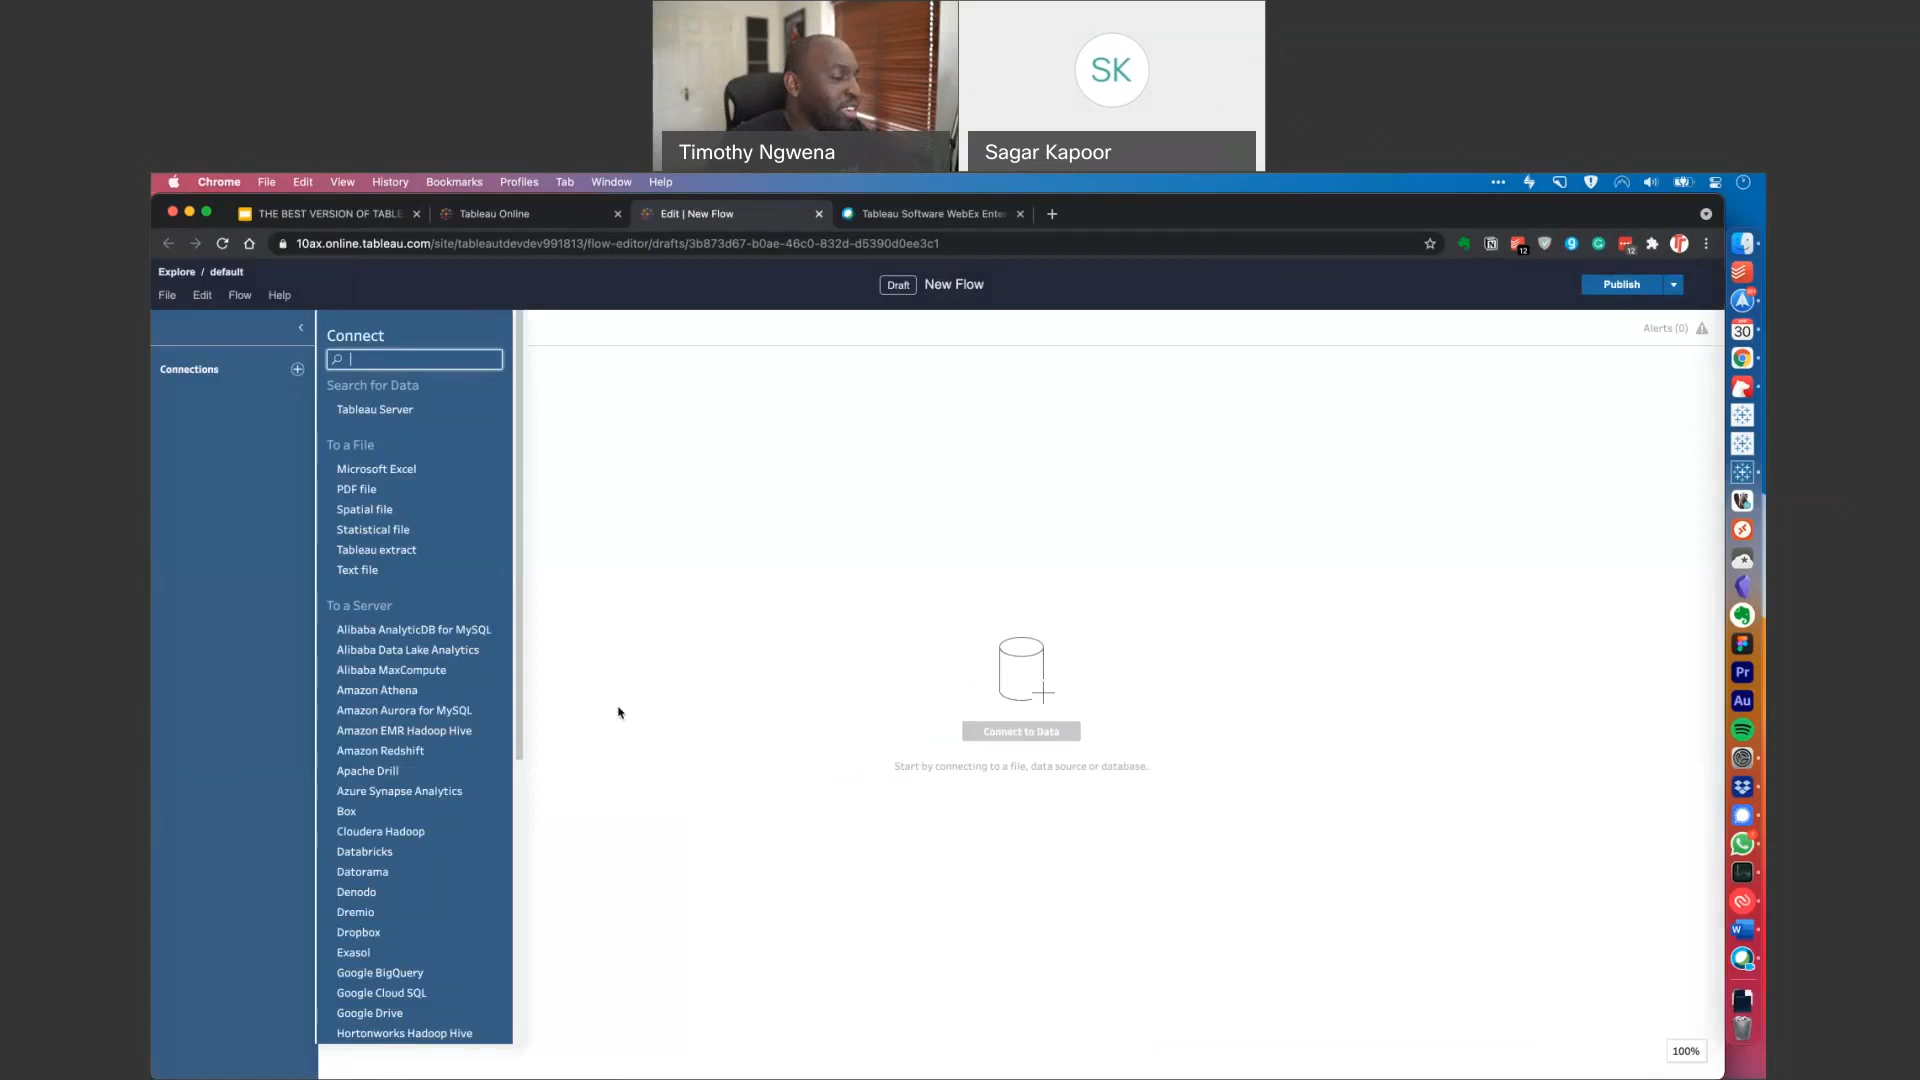 SK
Timothy Ngwena
Sagar Kapoor
Chrome File Edit View History Bookmarks Profiles Tab Window Help
THE BEST VERSION OF TABLE
Tableau Online
Edit | New Flow
Tableau Software WebEx Ente
10ax.online.tableau.com/site/tableautdevdev991813/flow-editor/drafts/3b873d67-b0ae-46c0-832d-d5390d0ee3c1
12
12
Explore / default
File Edit Flow Help
Draft New Flow
Publish
Connections
Connect
Search for Data
Tableau Server
To a File
Microsoft Excel
PDF file
Spatial file
Statistical file
Tableau extract
Text file
To a Server
Alibaba AnalyticDB for MySQL
Alibaba Data Lake Analytics
Alibaba MaxCompute
Amazon Athena
Amazon Aurora for MySQL
Amazon EMR Hadoop Hive
Amazon Redshift
Apache Drill
Azure Synapse Analytics
Box
Cloudera Hadoop
Databricks
Datorama
Denodo
Dremio
Dropbox
Exasol
Google BigQuery
Google Cloud SQL
Google Drive
Hortonworks Hadoop Hive
Alerts (0)
Connect to Data
Start by connecting to a file, data source or database.
100%
30
Pr
Au
W